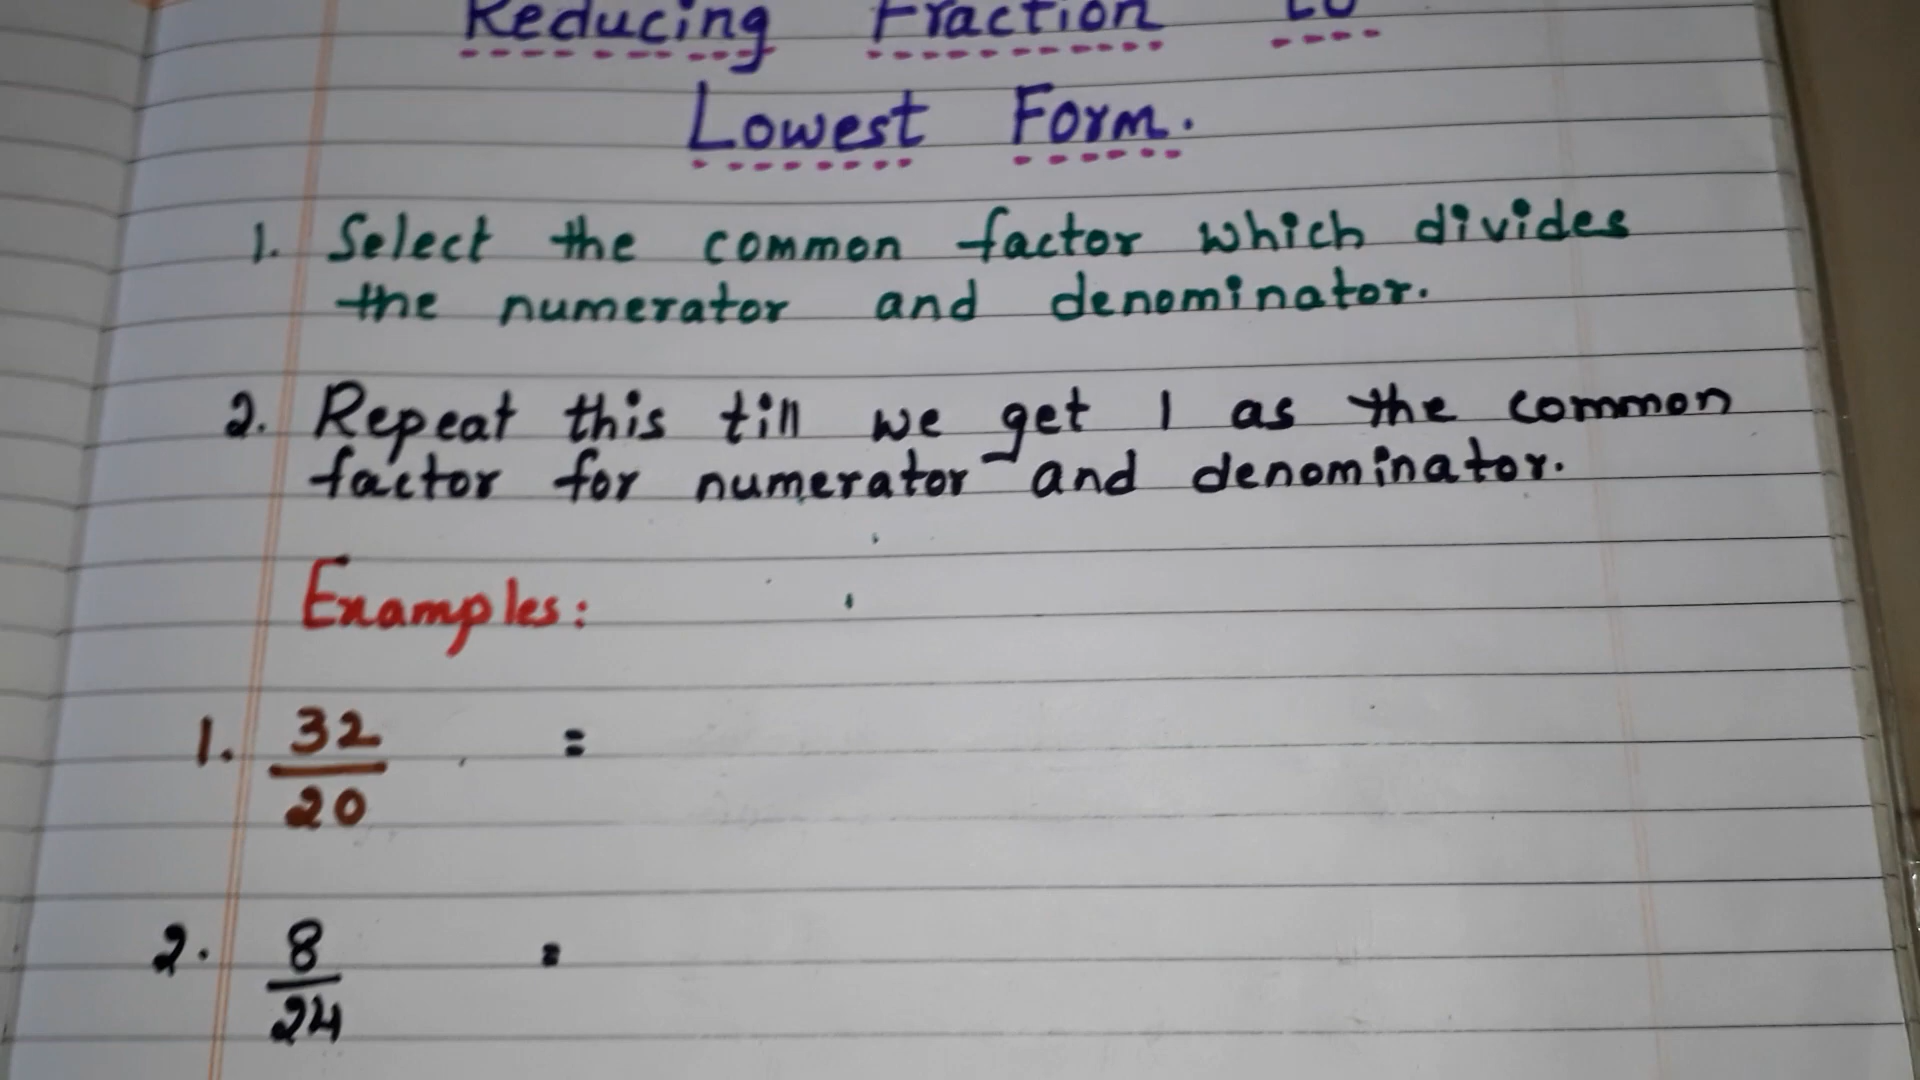 Reducing Fraction to
Lowest Form.
1. Select the common factor which divides
the numerator and denominator.
2. Repeat this till we get 1 as the common
factor for numerator and denominator.
Examples:
1. 32/20 =
2. 8/24 =